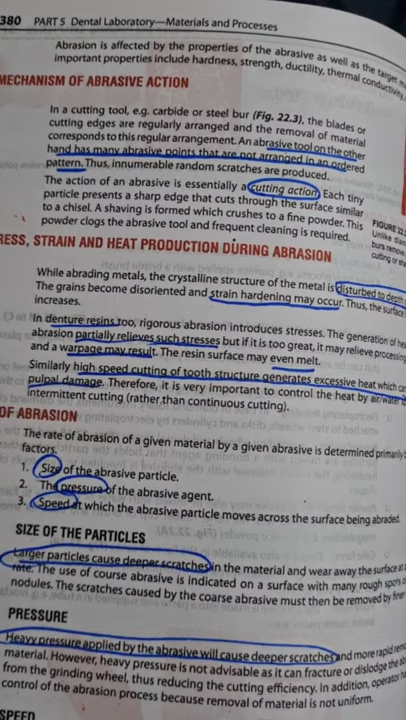 380 PART 5 Dental Laboratory—Materials and Processes
Abrasion is affected by the properties of the abrasive as well as the target
important properties include hardness, strength, ductility, thermal conductivity,
MECHANISM OF ABRASIVE ACTION
In a cutting tool, e.g. carbide or steel bur (Fig. 22.3), the blades or
cutting edges are regularly arranged and the removal of material
corresponds to this regular arrangement. An abrasive tool on the other
hand has many abrasive points that are not arranged in an ordered
pattern. Thus, innumerable random scratches are produced.
The action of an abrasive is essentially a cutting action. Each tiny
particle presents a sharp edge that cuts through the surface similar
to a chisel. A shaving is formed which crushes to a fine powder. This
powder clogs the abrasive tool and frequent cleaning is required.
FIGURE 22
Unlike
burs remove
cutting or
RESS, STRAIN AND HEAT PRODUCTION DURING ABRASION
While abrading metals, the crystalline structure of the metal is disturbed to
The grains become disoriented and strain hardening may occur. Thus, the surface
increases.
In denture resins too, rigorous abrasion introduces stresses. The generation of
abrasion partially relieves such stresses but if it is too great, it may relieve processing
and a warpage may result. The resin surface may even melt.
Similarly high speed cutting of tooth structure generates excessive heat which
pulpal damage. Therefore, it is very important to control the heat by air/water
intermittent cutting (rather than continuous cutting).
OF ABRASION
The rate of abrasion of a given material by a given abrasive is determined primarily
factors.
1. Size of the abrasive particle.
2. The pressure of the abrasive agent.
3. Speed at which the abrasive particle moves across the surface being abraded.
SIZE OF THE PARTICLES
Larger particles cause deeper scratches in the material and wear away the surface at
rate. The use of course abrasive is indicated on a surface with many rough spots
nodules. The scratches caused by the coarse abrasive must then be removed by
PRESSURE
Heavy pressure applied by the abrasive will cause deeper scratches and more rapid
material. However, heavy pressure is not advisable as it can fracture or dislodge the
from the grinding wheel, thus reducing the cutting efficiency. In addition, operator
control of the abrasion process because removal of material is not uniform.
SPEED